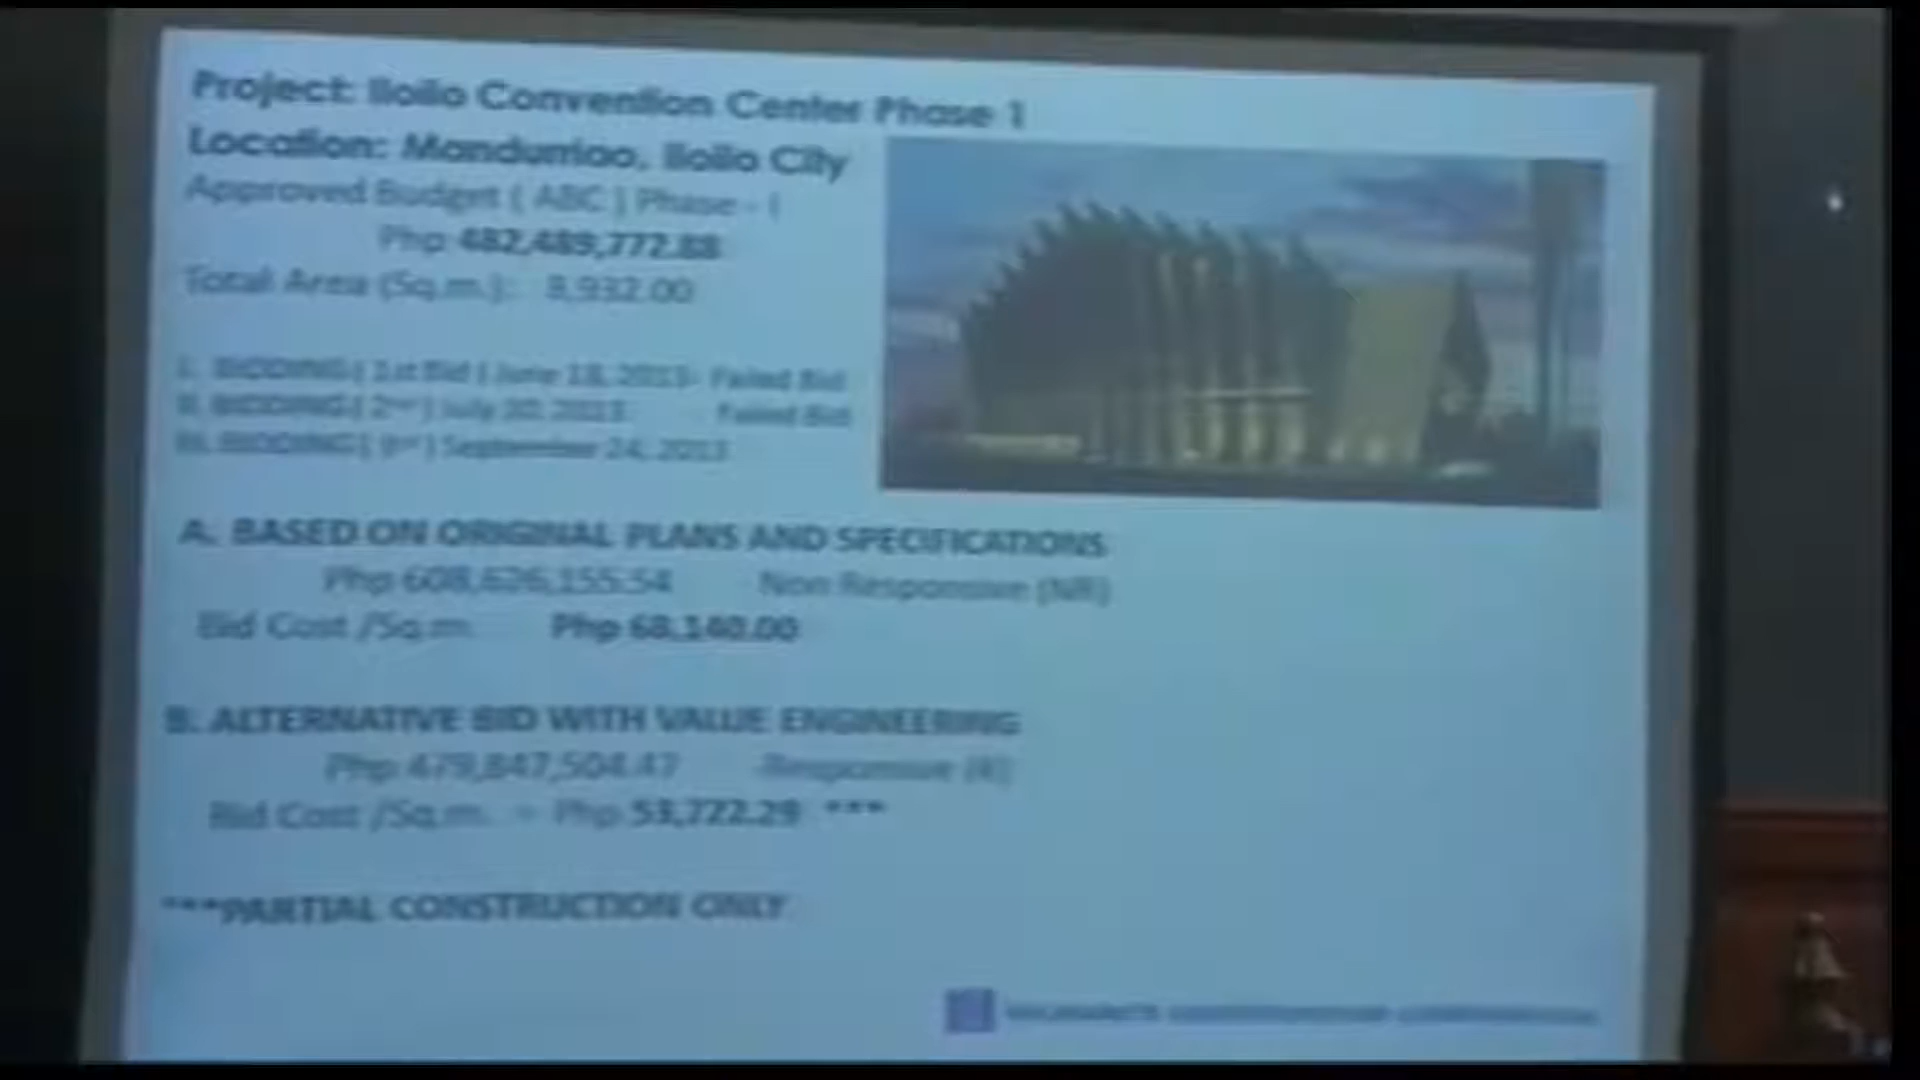 Project: Iloilo Convention Center Phase 1
Location: Mandurriao, Iloilo City
Approved Budget ( ABC ) Phase - I
Php 482,489,772.88
Total Area (Sq.m.): 8,932.00
I. BIDDING ( 1st Bid ) June 18, 2013- Failed Bid
II. BIDDING ( 2nd ) July 30, 2013 Failed Bid
III. BIDDING ( 3rd ) September 24, 2013
A. BASED ON ORIGINAL PLANS AND SPECIFICATIONS
Php 608,626,155.54 Non Responsive (NR)
Bid Cost /Sq.m. Php 68,140.00
B. ALTERNATIVE BID WITH VALUE ENGINEERING
Php 479,847,504.47 -Responsive (R)
Bid Cost /Sq.m. - Php 53,722.29 ***
***PARTIAL CONSTRUCTION ONLY
CONSTRUCTION CORPORATION